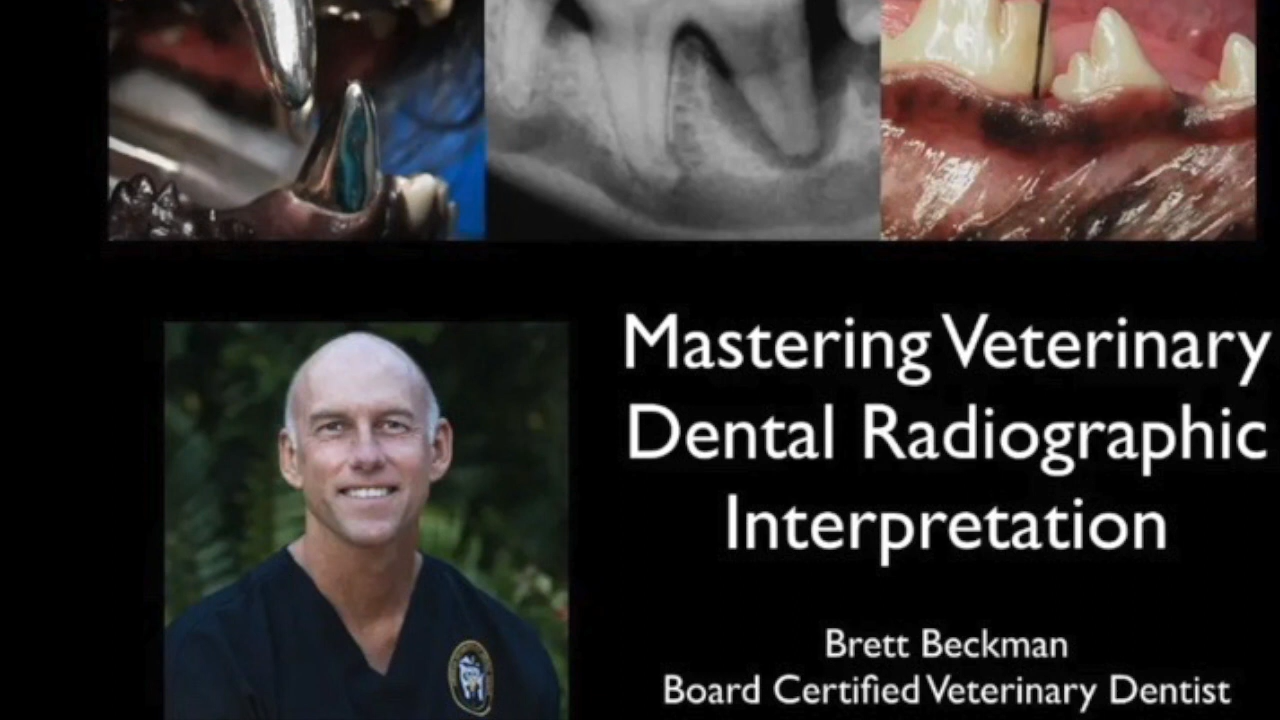 Mastering Veterinary
Dental Radiographic
Interpretation
Brett Beckman
Board Certified Veterinary Dentist